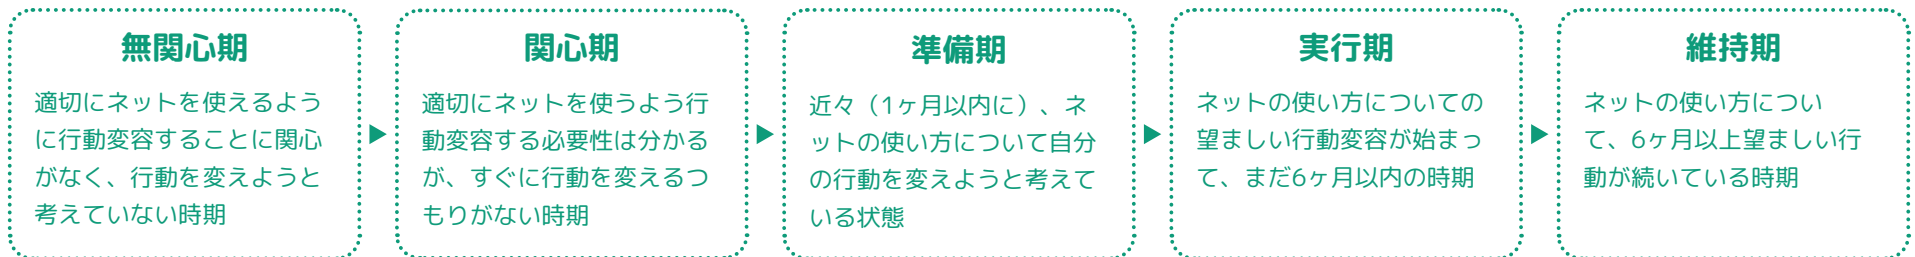 無関心期
適切にネットを使えるよう
に行動変容することに関心
がなく、行動を変えようと
考えていない時期
関心期
適切にネットを使うよう行
動変容する必要性は分かる
が、すぐに行動を変えるつ
もりがない時期
準備期
近々（1ヶ月以内に）、ネ
ットの使い方について自分
の行動を変えようと考えて
いる状態
実行期
ネットの使い方についての
望ましい行動変容が始まっ
て、まだ6ヶ月以内の時期
維持期
ネットの使い方につい
て、6ヶ月以上望ましい行
動が続いている時期